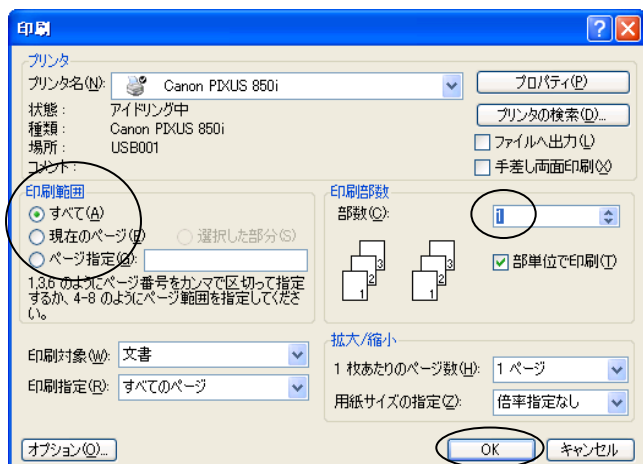 印刷
プリンタ
プリンタ名(N): Canon PIXUS 850i プロパティ(P)
状態: アイドリング中 プリンタの検索(D)...
種類: Canon PIXUS 850i
場所: USB001 ファイルへ出力(L)
コメント: 手差し両面印刷(X)
印刷範囲
すべて(A)
現在のページ(E) 選択した部分(S)
ページ指定(G):
1,3,6 のようにページ番号をカンマで区切って指定
するか、4-8 のようにページ範囲を指定してくださ
い。
印刷部数
部数(C): 1
1 2 3 1 2 3
部単位で印刷(T)
印刷対象(W): 文書
印刷指定(R): すべてのページ
拡大/縮小
1 枚あたりのページ数(H): 1 ページ
用紙サイズの指定(Z): 倍率指定なし
オプション(O)... OK キャンセル